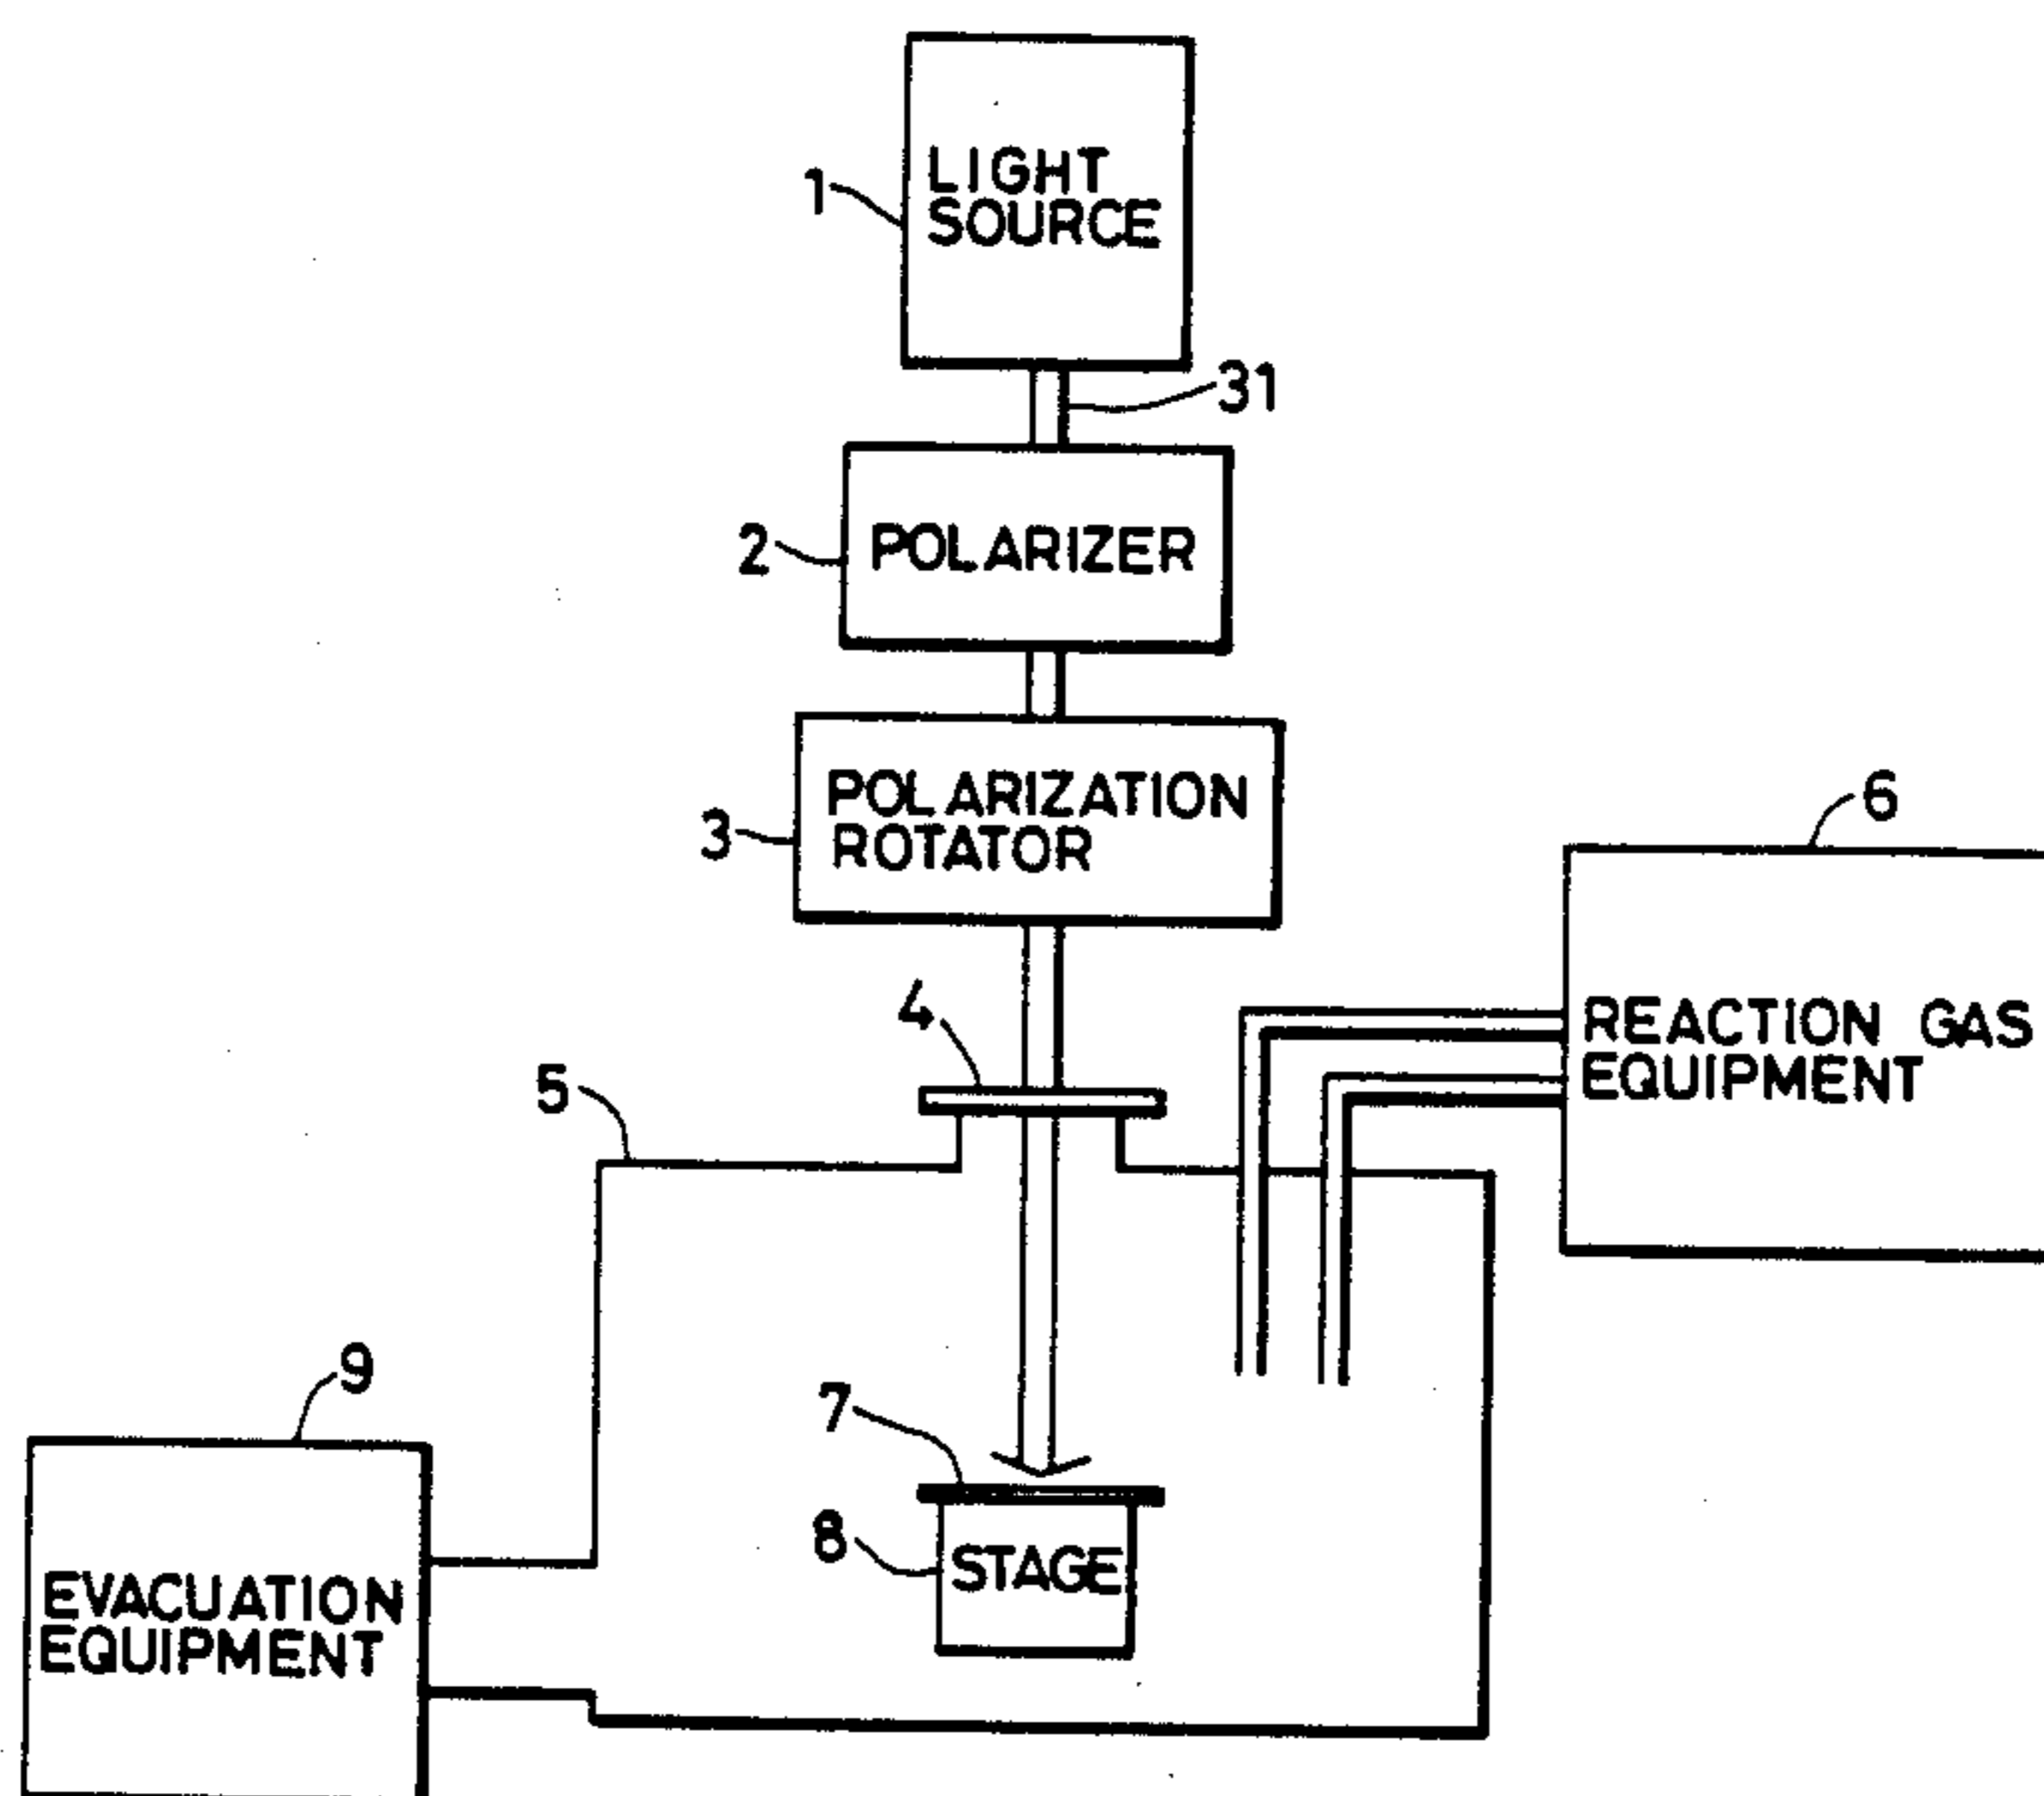 1
LIGHT
SOURCE
31
2
POLARIZER
3
POLARIZATION
ROTATOR
6
4
REACTION GAS
EQUIPMENT
5
9
7
8
STAGE
EVACUATION
EQUIPMENT